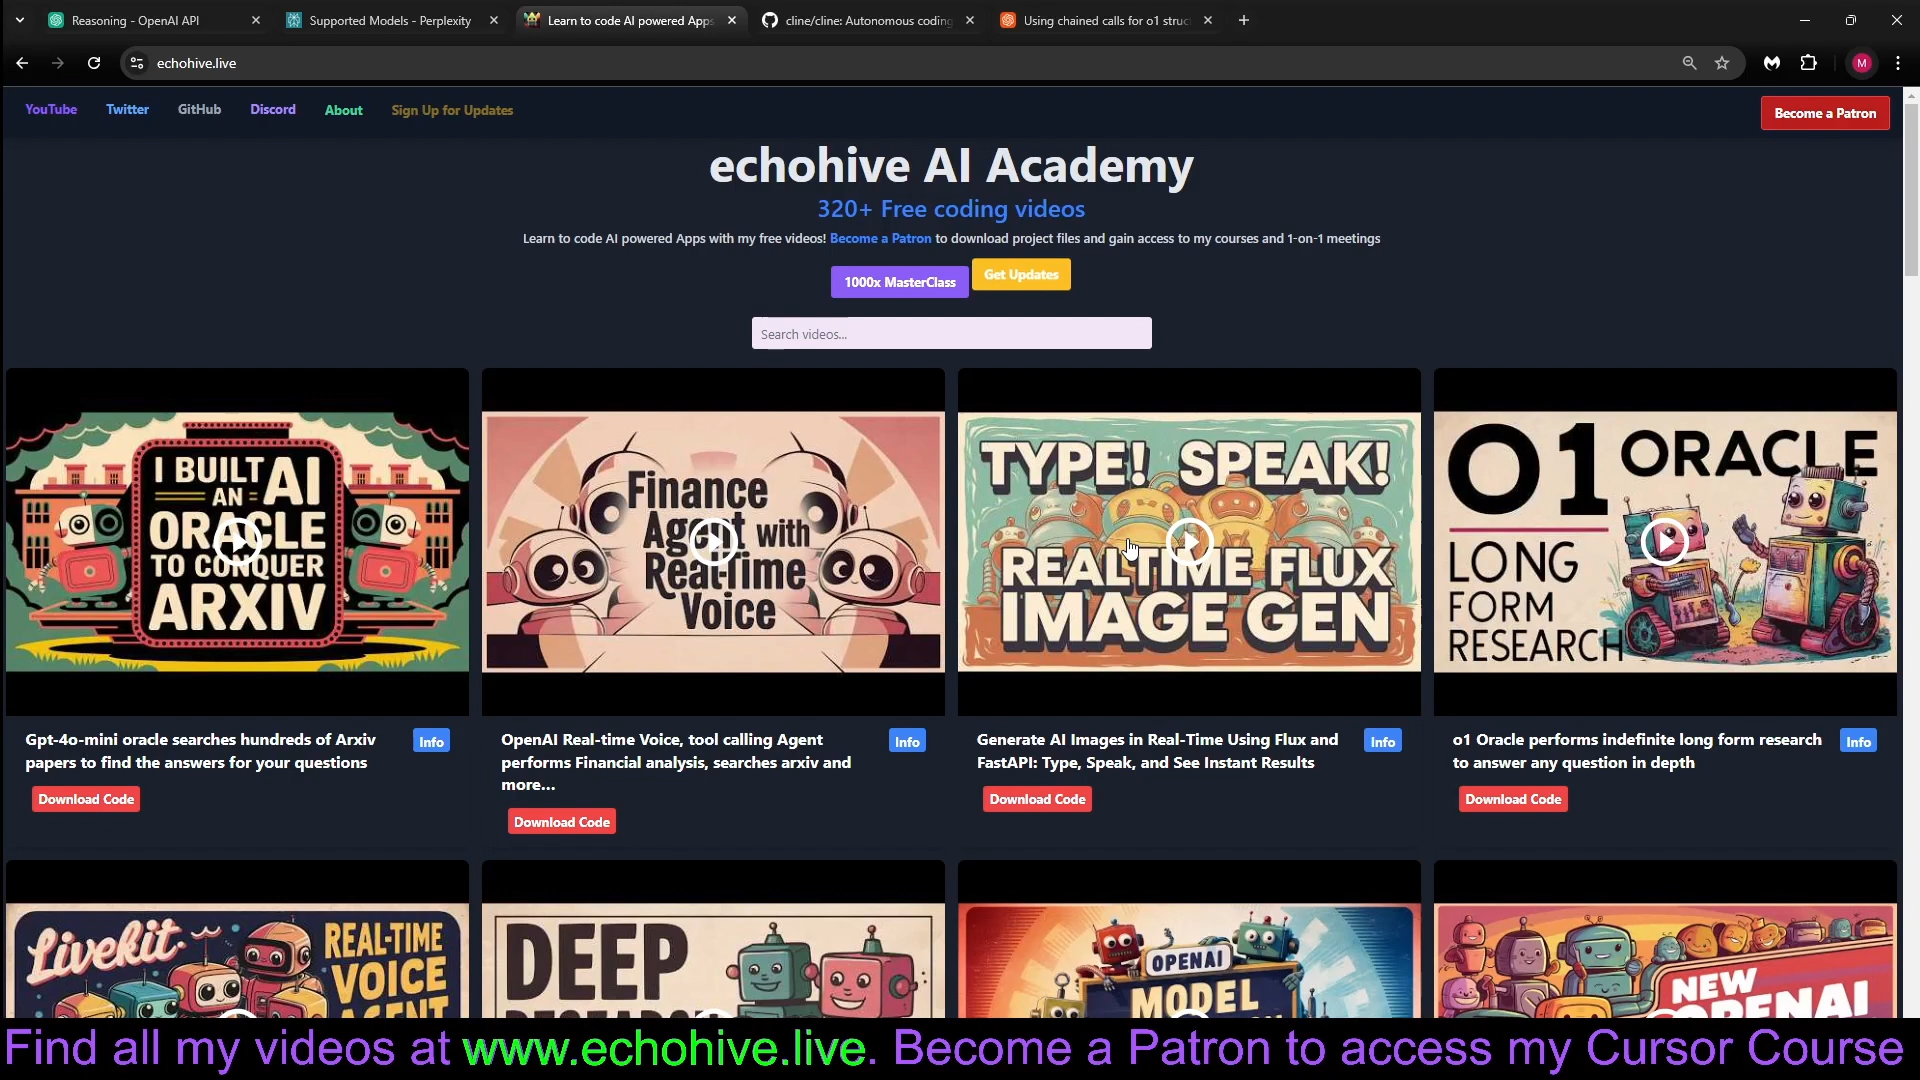 Reasoning - OpenAI API
Supported Models - Perplexity
Learn to code AI powered Apps
cline/cline: Autonomous coding
Using chained calls for o1 struc
echohive.live
M
YouTube
Twitter
GitHub
Discord
About
Sign Up for Updates
Become a Patron
echohive AI Academy
320+ Free coding videos
Learn to code AI powered Apps with my free videos! Become a Patron to download project files and gain access to my courses and 1-on-1 meetings
1000x MasterClass
Get Updates
Search videos...
I BUILT
AN AI
ORACLE
TO CONQUER
ARXIV
Finance
Agent with
Real-Time
Voice
TYPE! SPEAK!
REALTIME FLUX
IMAGE GEN
O1 ORACLE
LONG
FORM
RESEARCH
Gpt-4o-mini oracle searches hundreds of Arxiv
papers to find the answers for your questions
Info
Download Code
OpenAI Real-time Voice, tool calling Agent
performs Financial analysis, searches arxiv and
more...
Info
Download Code
Generate AI Images in Real-Time Using Flux and
FastAPI: Type, Speak, and See Instant Results
Info
Download Code
o1 Oracle performs indefinite long form research
to answer any question in depth
Info
Download Code
Livekit
REAL-TIME
VOICE
AGENT
DEEP
OPENAI
MODEL
NEW
OPENAI
Find all my videos at www.echohive.live. Become a Patron to access my Cursor Course